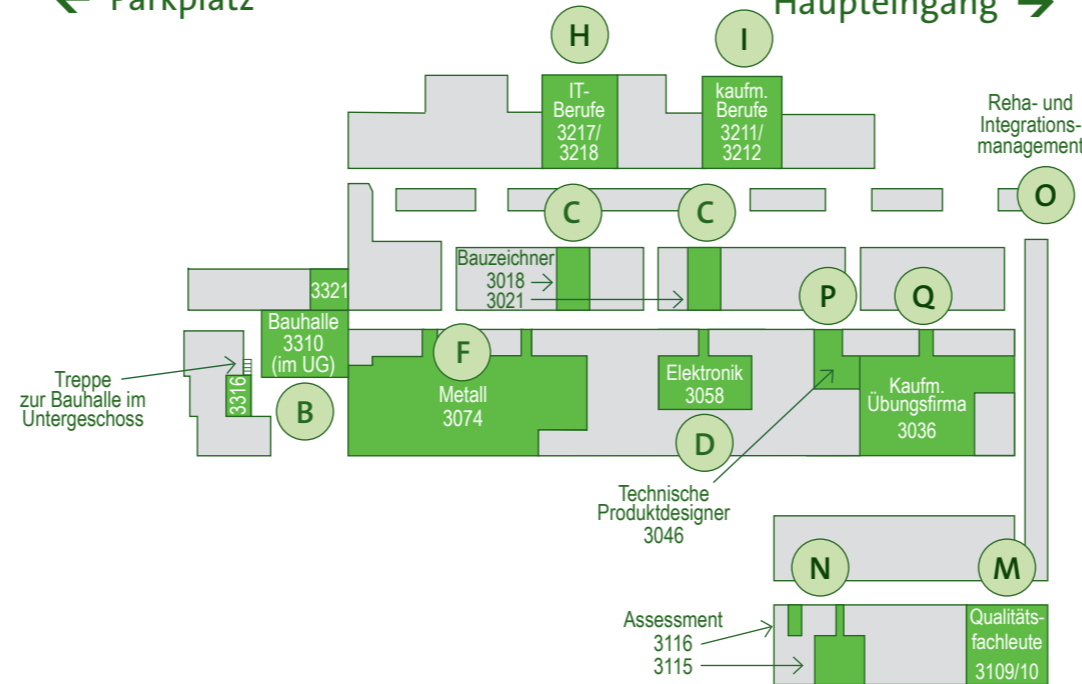 ← Parkplatz
Haupteingang →
H
I
IT-
Berufe
3217/
3218
kaufm.
Berufe
3211/
3212
Reha- und
Integrations-
management
O
C
C
Bauzeichner
3018
3021
P
Q
3321
Bauhalle
3310
(im UG)
F
Metall
3074
Elektronik
3058
Kaufm.
Übungsfirma
3036
Treppe
zur Bauhalle im
Untergeschoss
3316
B
D
Technische
Produktdesigner
3046
N
M
Assessment
3116
3115
Qualitäts-
fachleute
3109/10